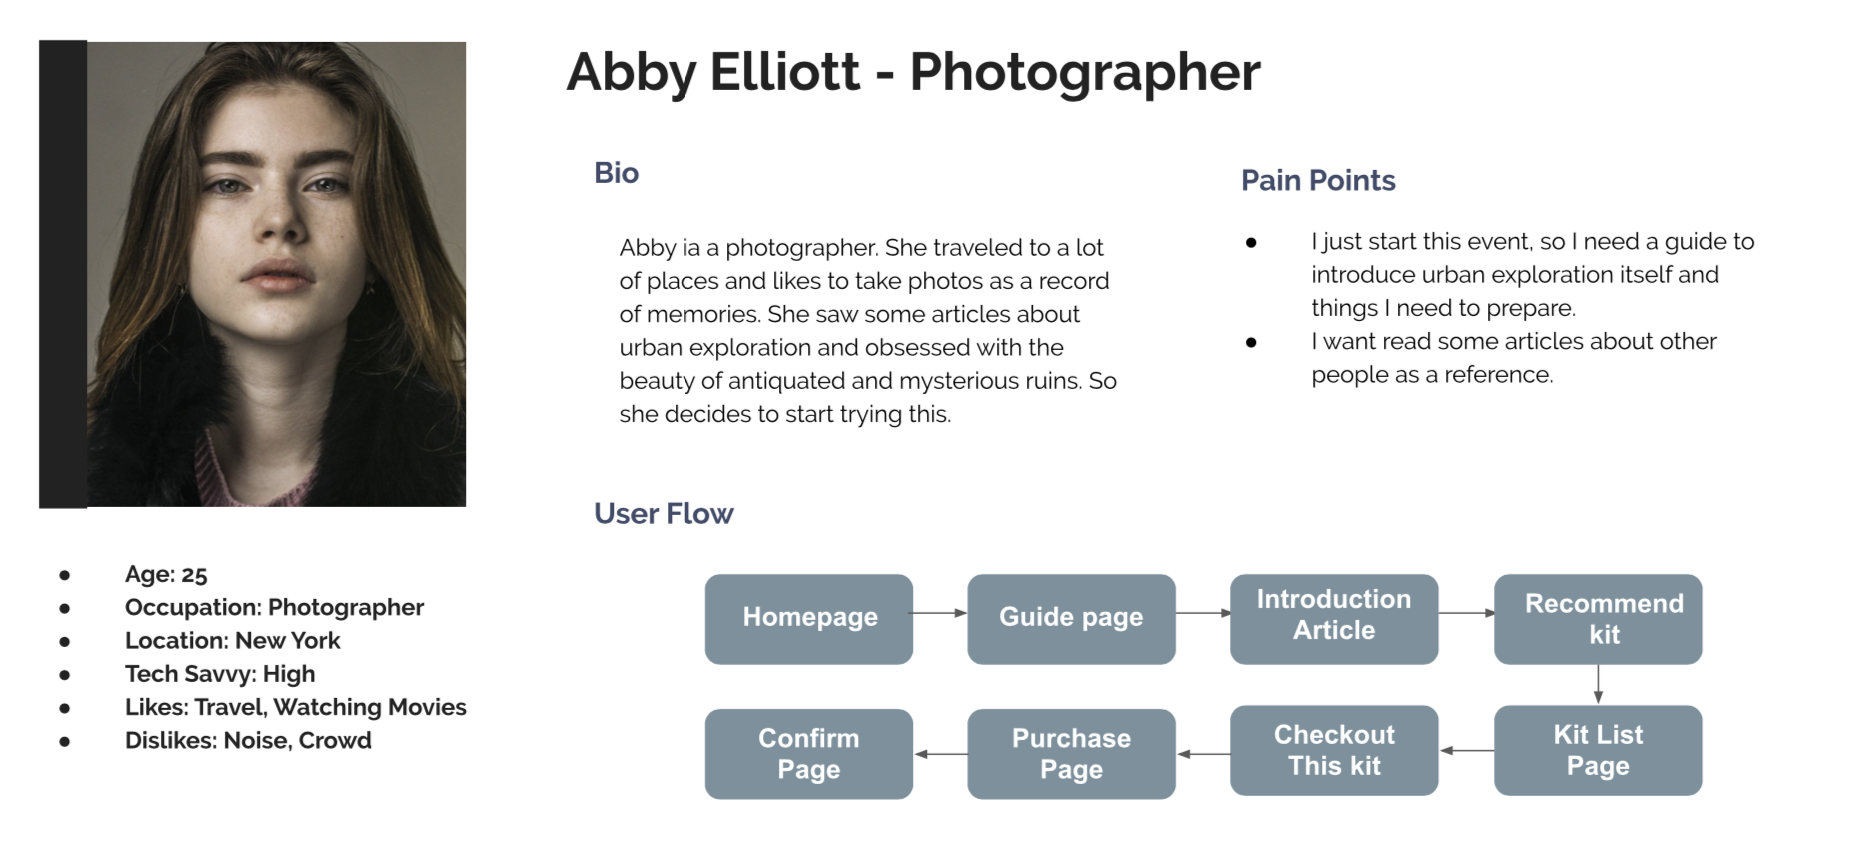 Abby Elliott - Photographer
Bio
Abby ia a photographer. She traveled to a lot
of places and likes to take photos as a record
of memories. She saw some articles about
urban exploration and obsessed with the
beauty of antiquated and mysterious ruins. So
she decides to start trying this.
Pain Points
● I just start this event, so I need a guide to
introduce urban exploration itself and
things I need to prepare.
● I want read some articles about other
people as a reference.
● Age: 25
● Occupation: Photographer
● Location: New York
● Tech Savvy: High
● Likes: Travel, Watching Movies
● Dislikes: Noise, Crowd
User Flow
Homepage
Guide page
Introduction
Article
Recommend
kit
Kit List
Page
Checkout
This kit
Purchase
Page
Confirm
Page